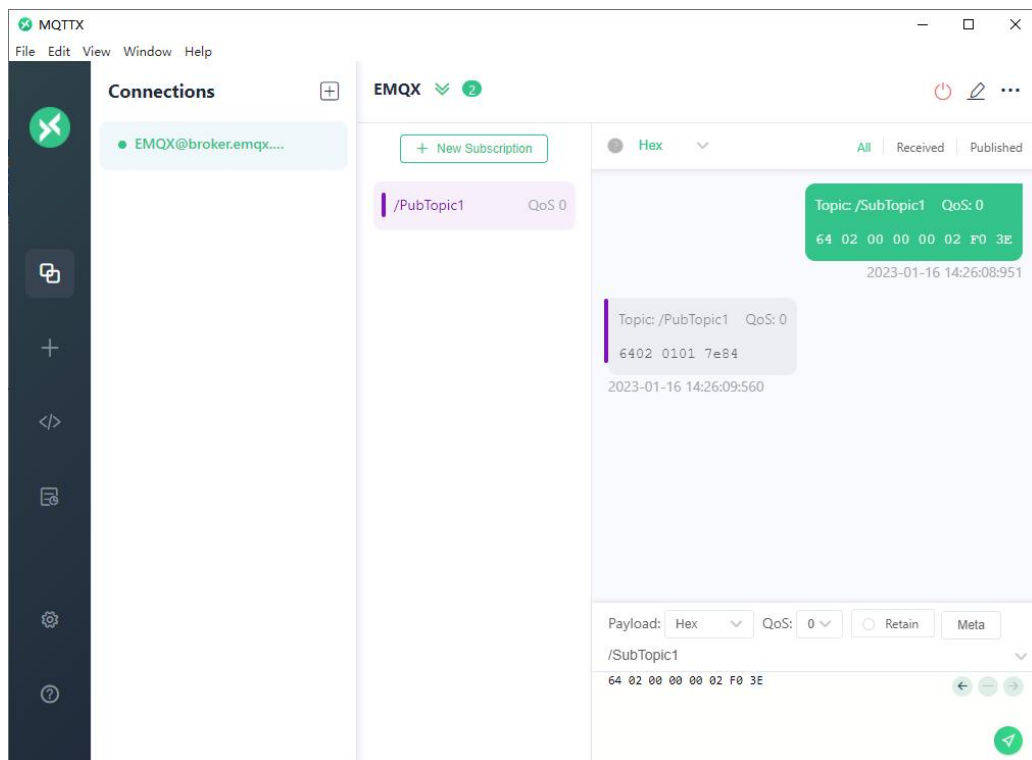 MQTTX
File Edit View Window Help
Connections
EMQX@broker.emqx....
EMQX 2
+ New Subscription
/PubTopic1 QoS 0
Hex All Received Published
Topic: /SubTopic1 QoS: 0
64 02 00 00 00 02 F0 3E
2023-01-16 14:26:08:951
Topic: /PubTopic1 QoS: 0
6402 0101 7e84
2023-01-16 14:26:09:560
Payload: Hex QoS: 0 Retain Meta
/SubTopic1
64 02 00 00 00 02 F0 3E